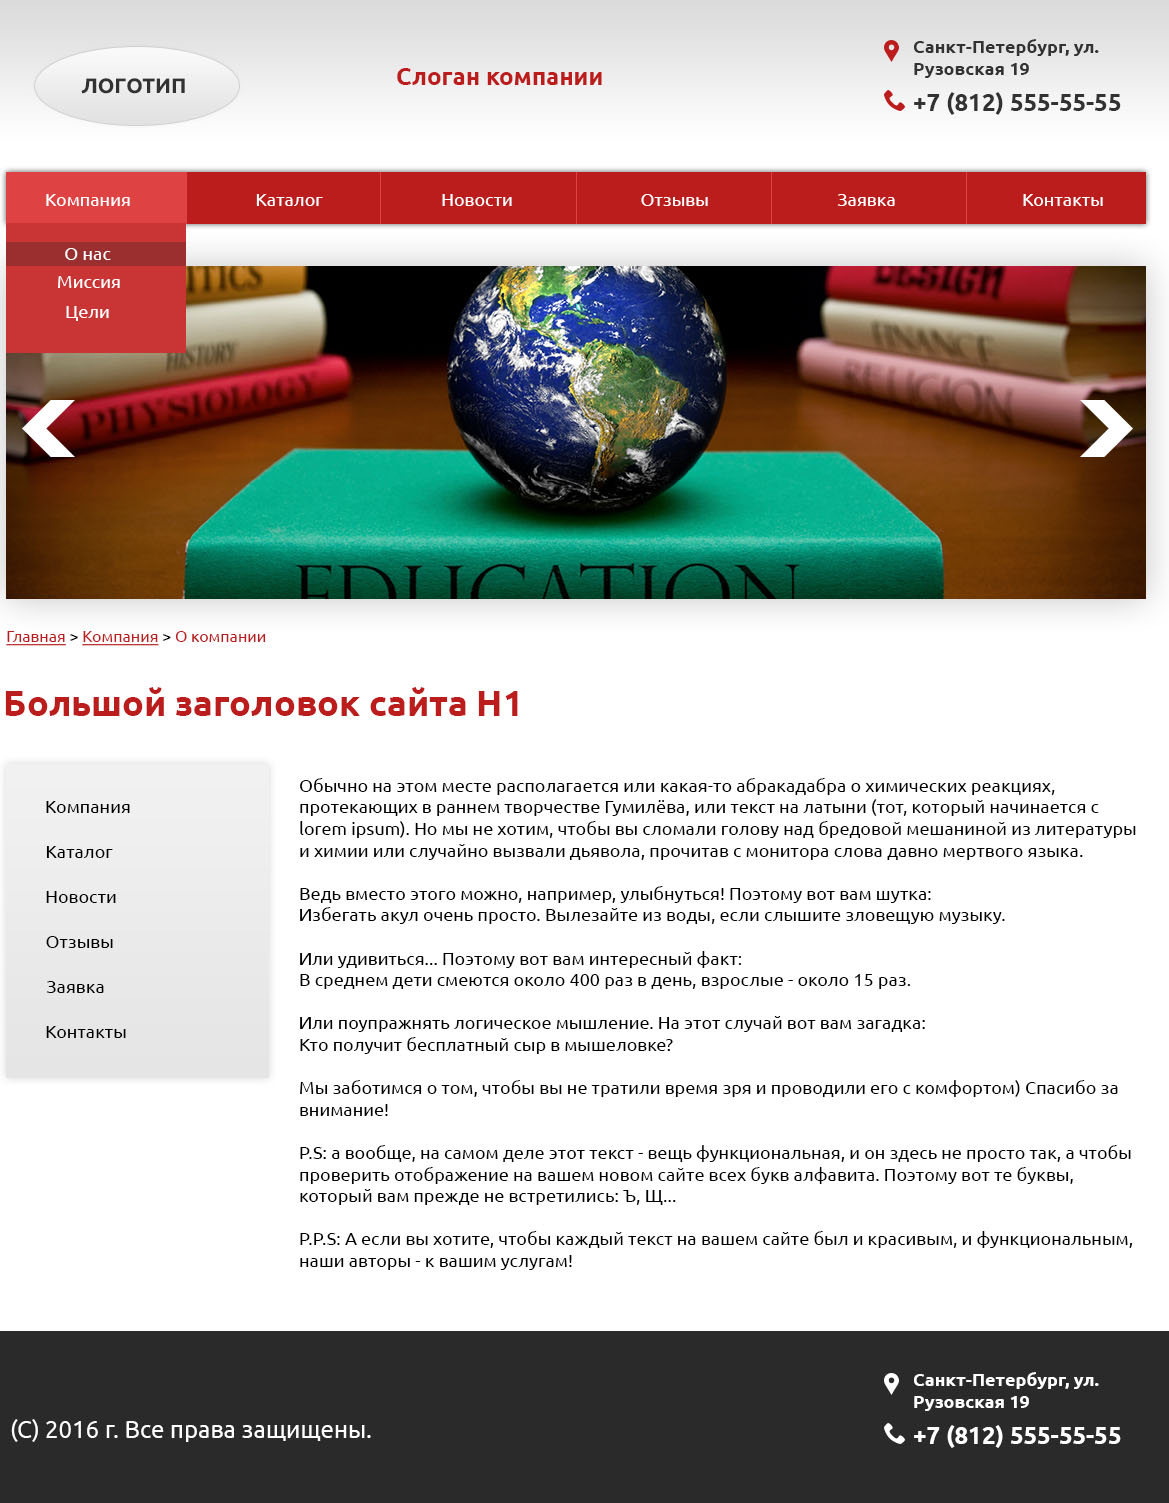 ЛОГОТИП
Слоган компании
Санкт-Петербург, ул.
Рузовская 19
+7 (812) 555-55-55
Компания
Каталог
Новости
Отзывы
Заявка
Контакты
О нас
Миссия
Цели
HISTORY
PHYSIOLOGY
DESIGN
FINANCE
RELIGION
EDUCATION
Главная > Компания > О компании
Большой заголовок сайта H1
Компания
Каталог
Новости
Отзывы
Заявка
Контакты
Обычно на этом месте располагается или какая-то абракадабра о химических реакциях,
протекающих в раннем творчестве Гумилёва, или текст на латыни (тот, который начинается с
lorem ipsum). Но мы не хотим, чтобы вы сломали голову над бредовой мешаниной из литературы
и химии или случайно вызвали дьявола, прочитав с монитора слова давно мертвого языка.
Ведь вместо этого можно, например, улыбнуться! Поэтому вот вам шутка:
Избегать акул очень просто. Вылезайте из воды, если слышите зловещую музыку.
Или удивиться... Поэтому вот вам интересный факт:
В среднем дети смеются около 400 раз в день, взрослые - около 15 раз.
Или поупражнять логическое мышление. На этот случай вот вам загадка:
Кто получит бесплатный сыр в мышеловке?
Мы заботимся о том, чтобы вы не тратили время зря и проводили его с комфортом) Спасибо за
внимание!
P.S: а вообще, на самом деле этот текст - вещь функциональная, и он здесь не просто так, а чтобы
проверить отображение на вашем новом сайте всех букв алфавита. Поэтому вот те буквы,
который вам прежде не встретились: Ъ, Щ...
P.P.S: А если вы хотите, чтобы каждый текст на вашем сайте был и красивым, и функциональным,
наши авторы - к вашим услугам!
(C) 2016 г. Все права защищены.
Санкт-Петербург, ул.
Рузовская 19
+7 (812) 555-55-55